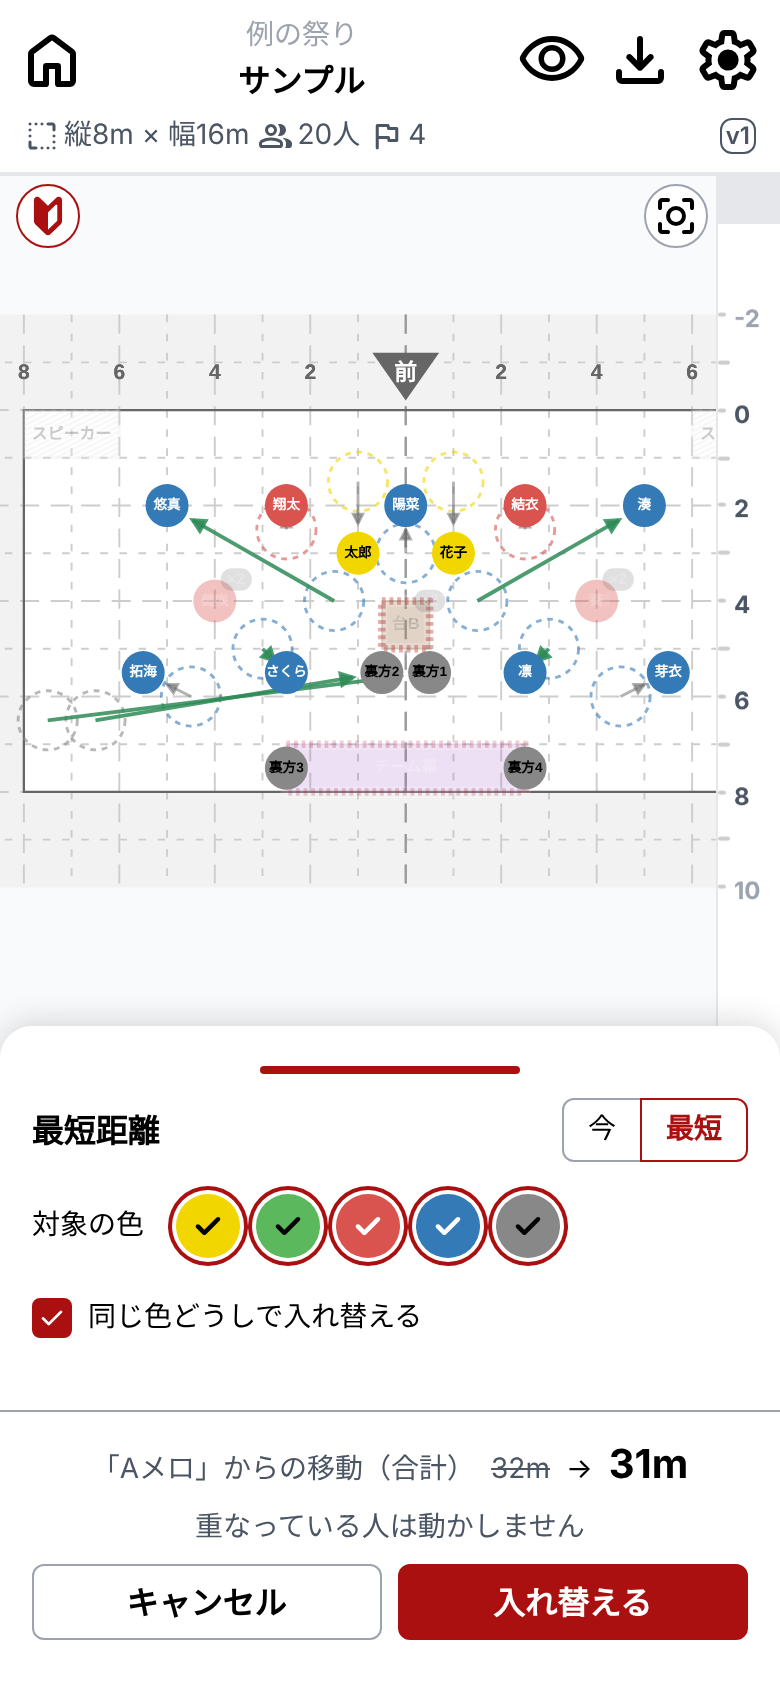 例の祭り
サンプル
縦8m × 幅16m 20人 4
v1
-2
8 6 4 2 前 2 4 6
0
スピーカー ス
悠真 翔太 陽菜 結衣 湊 2
太郎 花子
4
台B
拓海 さくら 裏方2 裏方1 凛 芽衣
6
裏方3 チーム幕 裏方4
8
10
最短距離
今 最短
対象の色
同じ色どうしで入れ替える
「Aメロ」からの移動（合計） 32m → 31m
重なっている人は動かしません
キャンセル 入れ替える